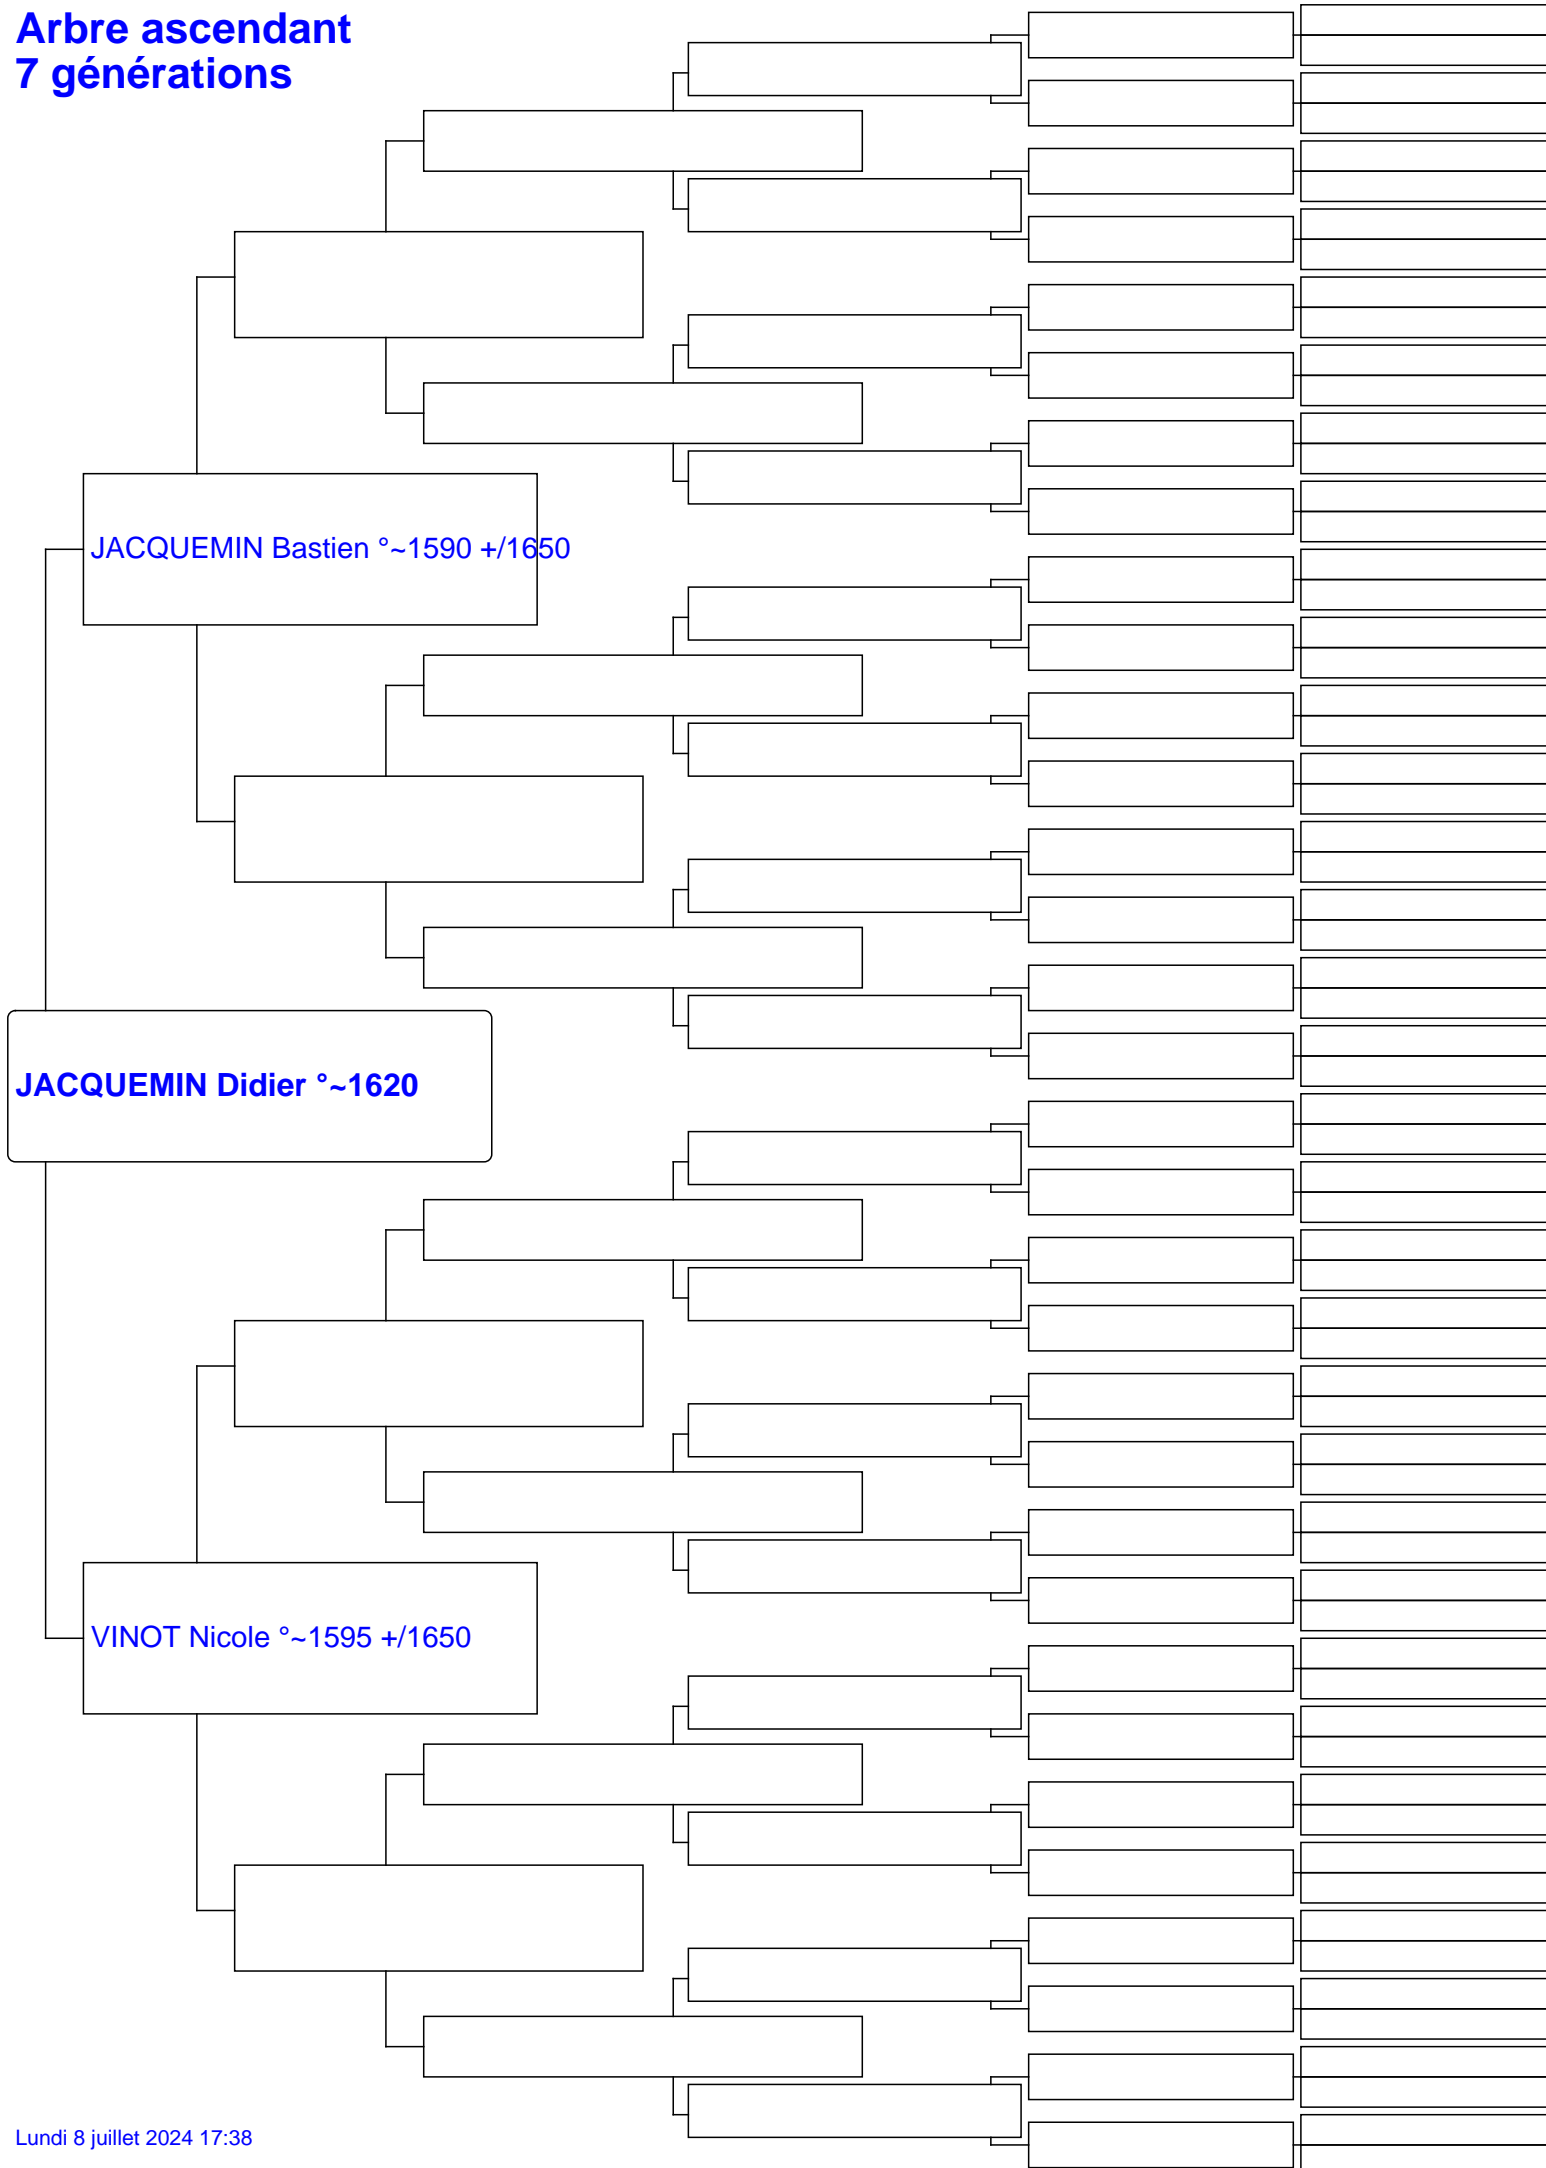 Arbre ascendant
7 générations
JACQUEMIN Bastien °~1590 +/1650
JACQUEMIN Didier °~1620
VINOT Nicole °~1595 +/1650
Lundi 8 juillet 2024 17:38